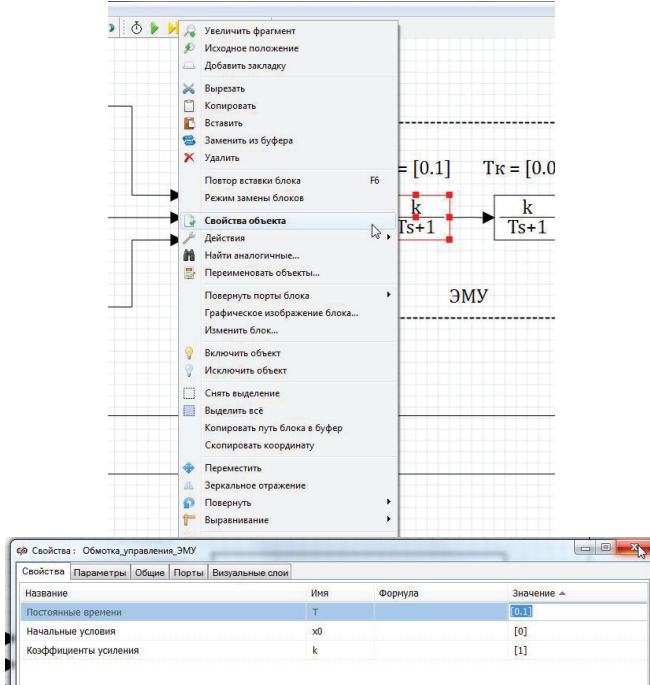 Увеличить фрагмент
Исходное положение
Добавить закладку
Вырезать
Копировать
Вставить
Заменить из буфера
Удалить
Повтор вставки блока F6
Режим замены блоков
Свойства объекта
Действия
Найти аналогичные...
Переименовать объекты...
Повернуть порты блока
Графическое изображение блока...
Изменить блок...
Включить объект
Исключить объект
Снять выделение
Выделить всё
Копировать путь блока в буфер
Скопировать координату
Переместить
Зеркальное отражение
Повернуть
Выравнивание
= [0.1] Тк = [0.0
k k
Ts+1 Ts+1
ЭМУ
Свойства : Обмотка_управления_ЭМУ
Свойства Параметры Общие Порты Визуальные слои
Название Имя Формула Значение
Постоянные времени T [0.1]
Начальные условия x0 [0]
Коэффициенты усиления k [1]